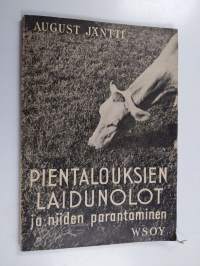 AUGUST JÄNTTI
PIENTALOUKSIEN
LAIDUNOLOT
ja niiden parantaminen
WSOY